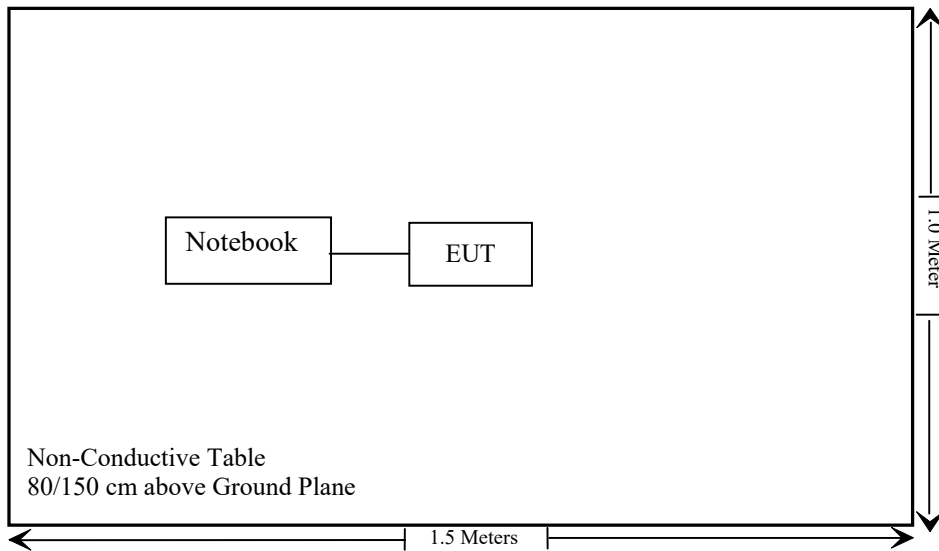 Notebook
EUT
1.0 Meter
Non-Conductive Table
80/150 cm above Ground Plane
1.5 Meters